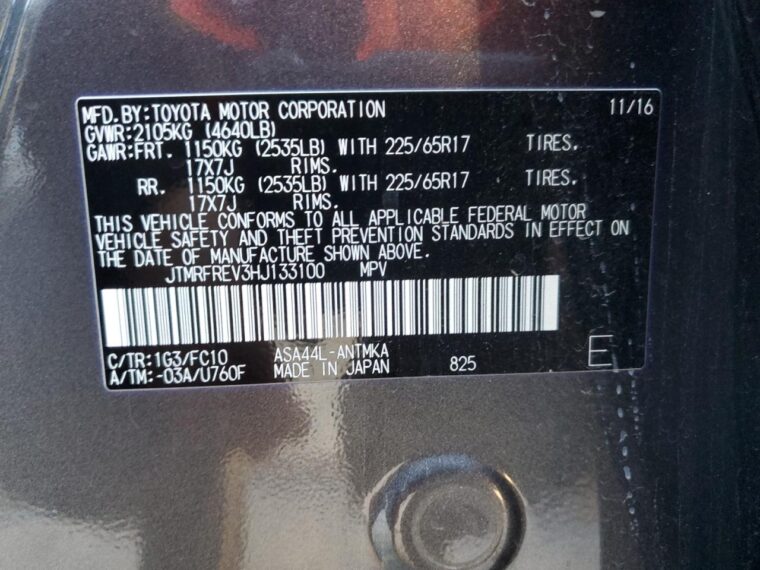 MFD.BY:TOYOTA MOTOR CORPORATION 11/16
GVWR:2105KG (4640LB)
GAWR:FRT. 1150KG (2535LB) WITH 225/65R17 TIRES.
17X7J RIMS.
RR. 1150KG (2535LB) WITH 225/65R17 TIRES.
17X7J RIMS.
THIS VEHICLE CONFORMS TO ALL APPLICABLE FEDERAL MOTOR
VEHICLE SAFETY AND THEFT PREVENTION STANDARDS IN EFFECT ON
THE DATE OF MANUFACTURE SHOWN ABOVE.
JTMRFREV3HJ133100 MPV
C/TR:1G3/FC10 ASA44L-ANTMKA
A/TM:-03A/U760F MADE IN JAPAN 825 E